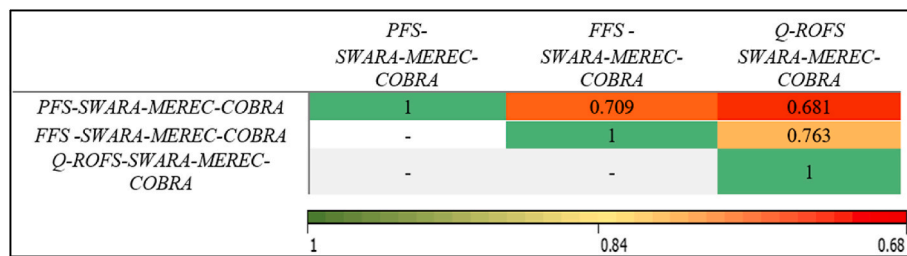 PFS- FFS - Q-ROFS
SWARA-MEREC- SWARA-MEREC- SWARA-MEREC-
COBRA COBRA COBRA
PFS-SWARA-MEREC-COBRA 1 0.709 0.681
FFS -SWARA-MEREC-COBRA - 1 0.763
Q-ROFS-SWARA-MEREC-
COBRA - - 1
1 0.84 0.68